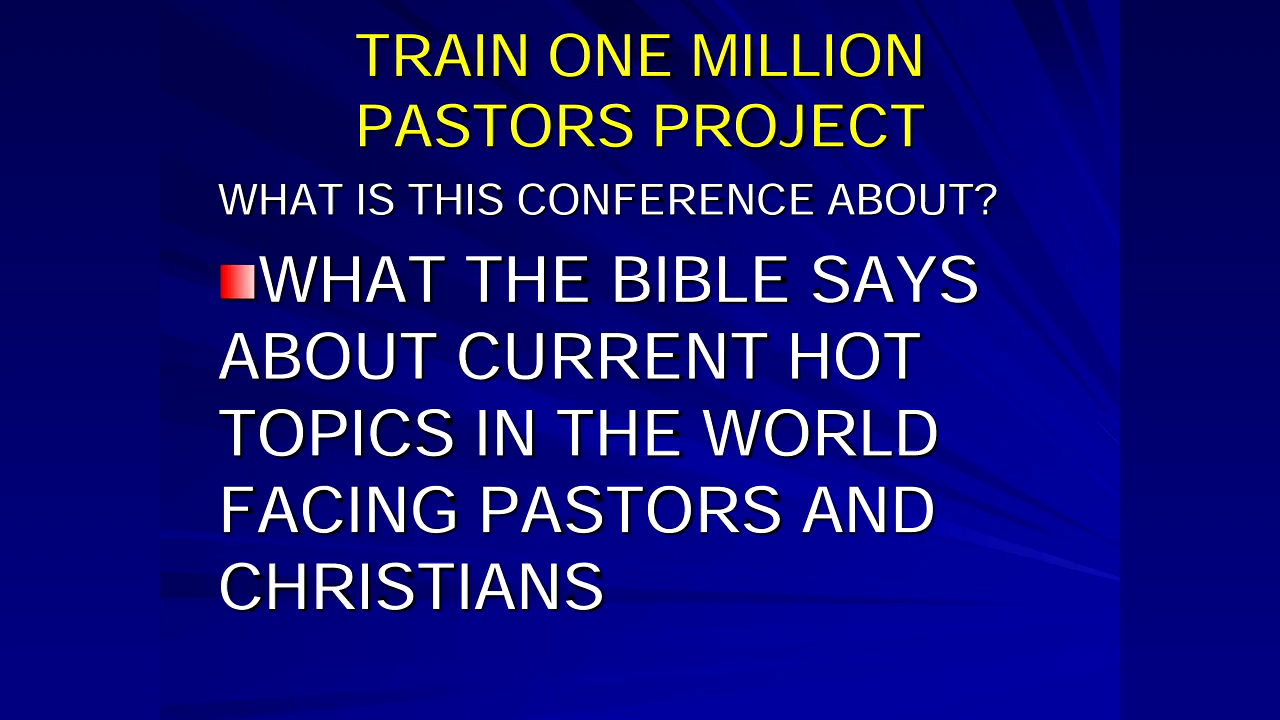 TRAIN ONE MILLION
PASTORS PROJECT
WHAT IS THIS CONFERENCE ABOUT?
WHAT THE BIBLE SAYS
ABOUT CURRENT HOT
TOPICS IN THE WORLD
FACING PASTORS AND
CHRISTIANS